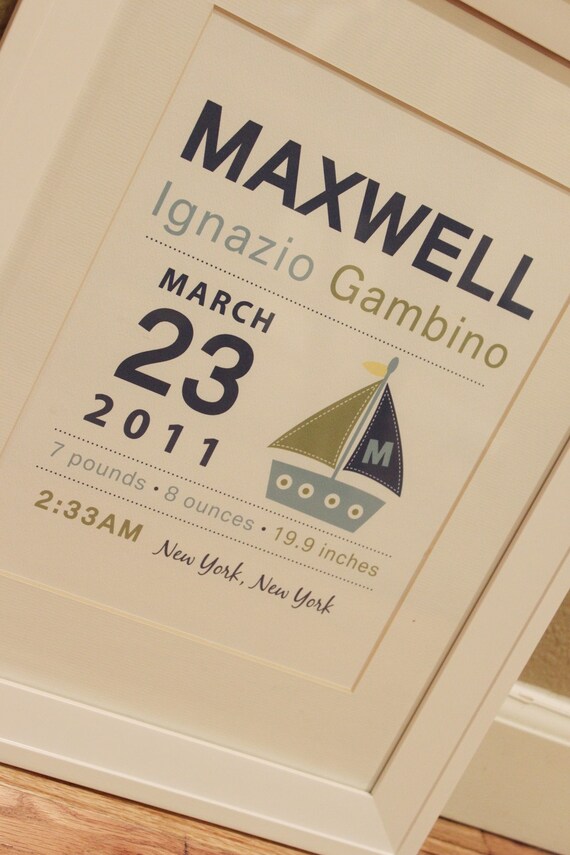 MAXWELL
Ignazio Gambino
MARCH
23
2011
M
7 pounds • 8 ounces • 19.9 inches
2:33AM New York, New York